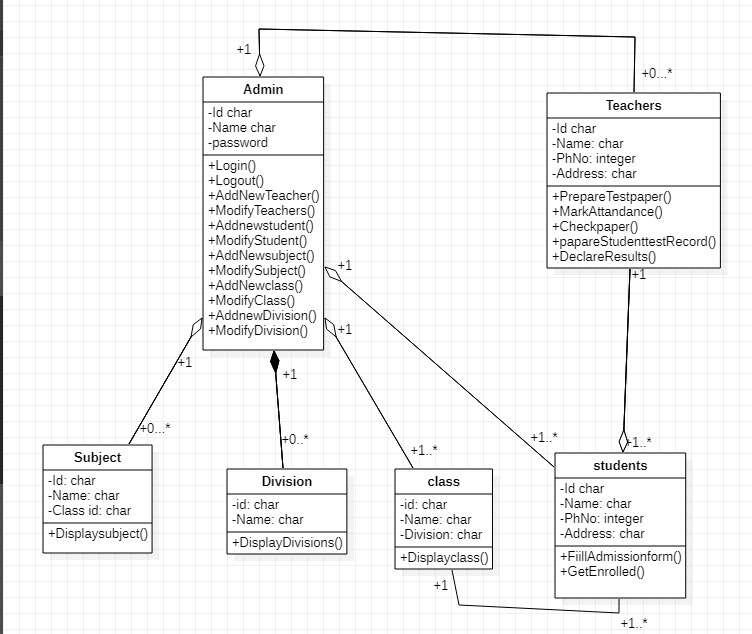 +1
+0...*
Admin
-Id char
-Name char
-password
+Login()
+Logout()
+AddNewTeacher()
+ModifyTeachers()
+Addnewstudent()
+ModifyStudent()
+AddNewsubject()
+ModifySubject()
+AddNewclass()
+ModifyClass()
+AddnewDivision()
+ModifyDivision()
Teachers
-Id char
-Name: char
-PhNo: integer
-Address: char
+PrepareTestpaper()
+MarkAttandance()
+Checkpaper()
+papareStudenttestRecord()
+DeclareResults()
+1
+1
+1
+1
+1
+0...*
+0..*
+1..*
+1..*
+1..*
Subject
-Id: char
-Name: char
-Class id: char
+Displaysubject()
Division
-id: char
-Name: char
+DisplayDivisions()
class
-id: char
-Name: char
-Division: char
+Displayclass()
students
-Id char
-Name: char
-PhNo: integer
-Address: char
+FiillAdmissionform()
+GetEnrolled()
+1
+1..*